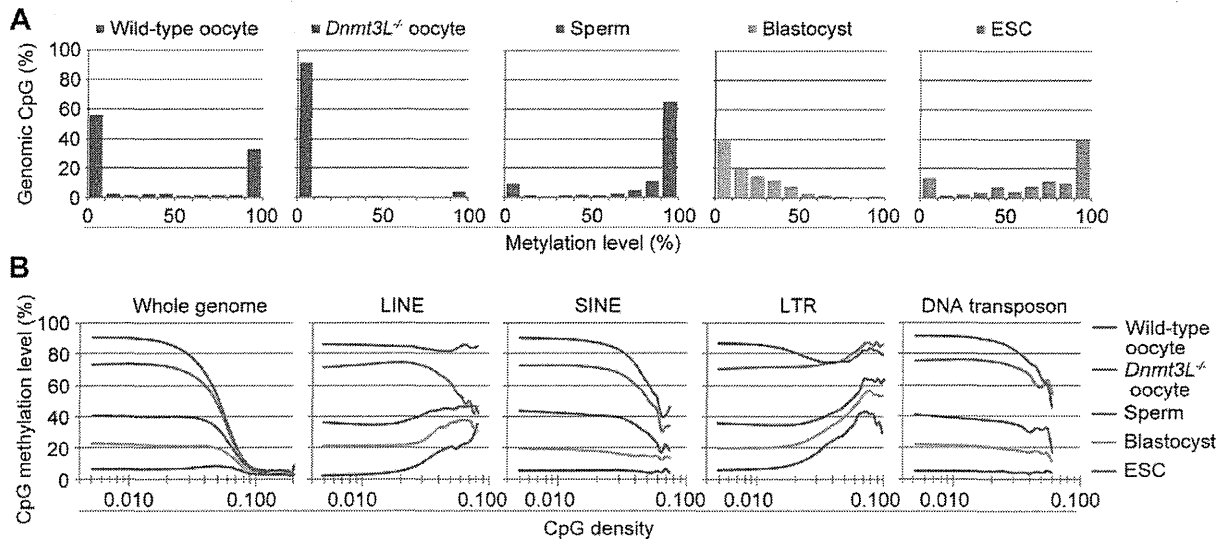 A
Wild-type oocyte
Dnmt3L-/- oocyte
Sperm
Blastocyst
ESC
Genomic CpG (%)
100
80
60
40
20
0
0 50 100
0 50 100
0 50 100
0 50 100
0 50 100
Metylation level (%)
B
Whole genome
LINE
SINE
LTR
DNA transposon
CpG methylation level (%)
100
80
60
40
20
0
0.010 0.100
0.010 0.100
0.010 0.100
0.010 0.100
0.010 0.100
CpG density
Wild-type
oocyte
Dnmt3L-/-
oocyte
Sperm
Blastocyst
ESC